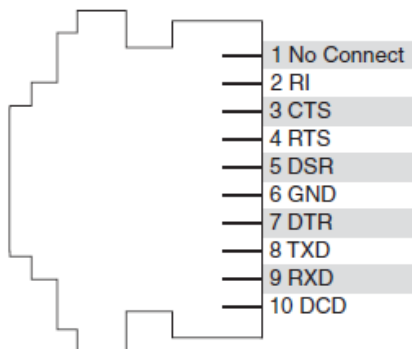 1 No Connect
2 RI
3 CTS
4 RTS
5 DSR
6 GND
7 DTR
8 TXD
9 RXD
10 DCD